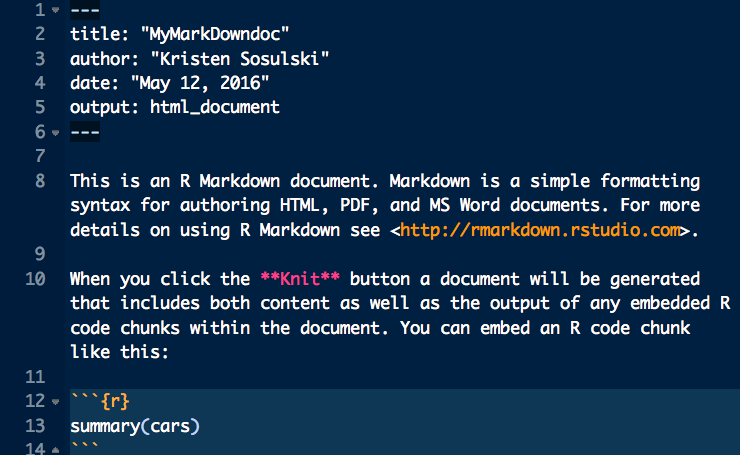 1 ---
2 title: "MyMarkDowndoc"
3 author: "Kristen Sosulski"
4 date: "May 12, 2016"
5 output: html_document
6 ---
7
8 This is an R Markdown document. Markdown is a simple formatting
syntax for authoring HTML, PDF, and MS Word documents. For more
details on using R Markdown see <http://rmarkdown.rstudio.com>.
9
10 When you click the **Knit** button a document will be generated
that includes both content as well as the output of any embedded R
code chunks within the document. You can embed an R code chunk
like this:
11
12 ```{r}
13 summary(cars)
14 ```